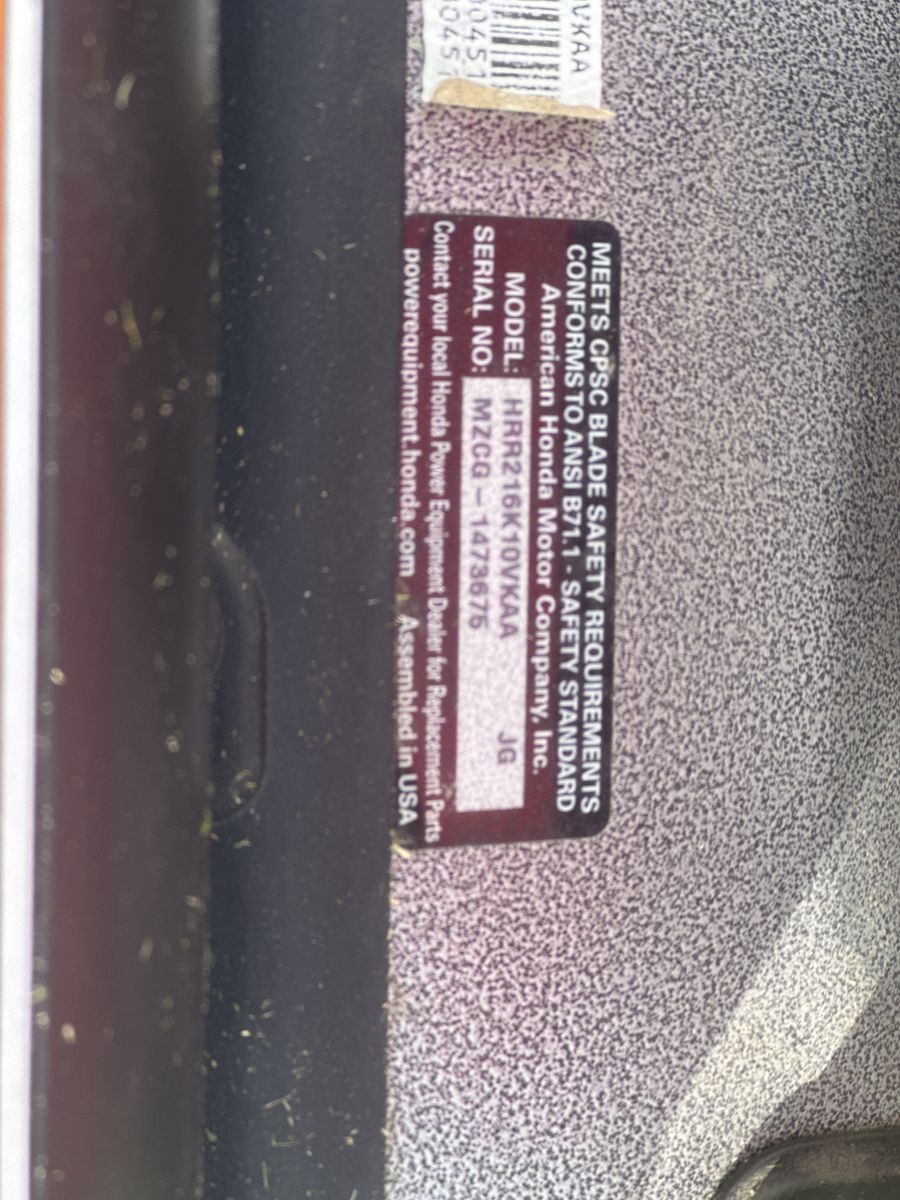 MEETS CPSC BLADE SAFETY REQUIREMENTS
CONFORMS TO ANSI B71.1 - SAFETY STANDARD
American Honda Motor Company, Inc.
MODEL: HRR216K10VKAA JG
SERIAL NO: MZCG-1473675
Contact your local Honda Power Equipment Dealer for Replacement Parts
powerequipment.honda.com Assembled in USA
VKAA